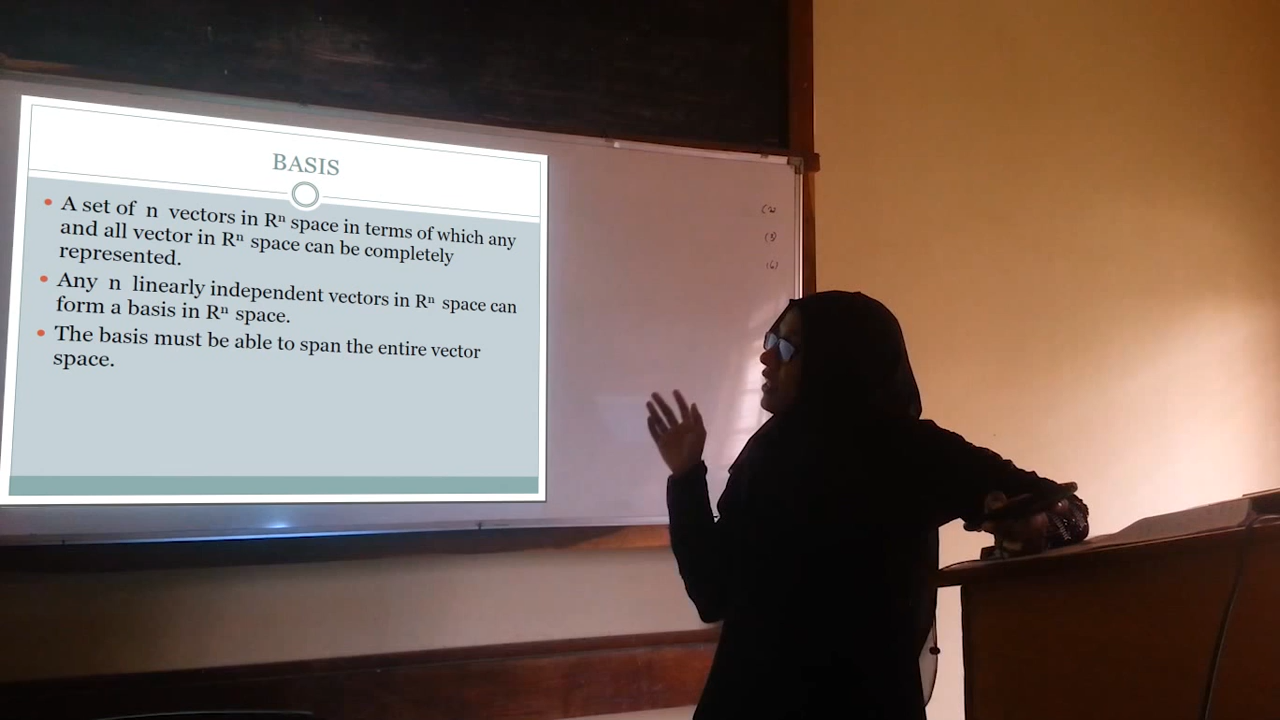 BASIS
• A set of n vectors in Rⁿ space in terms of which any
and all vector in Rⁿ space can be completely
represented.
• Any n linearly independent vectors in Rⁿ space can
form a basis in Rⁿ space.
• The basis must be able to span the entire vector
space.